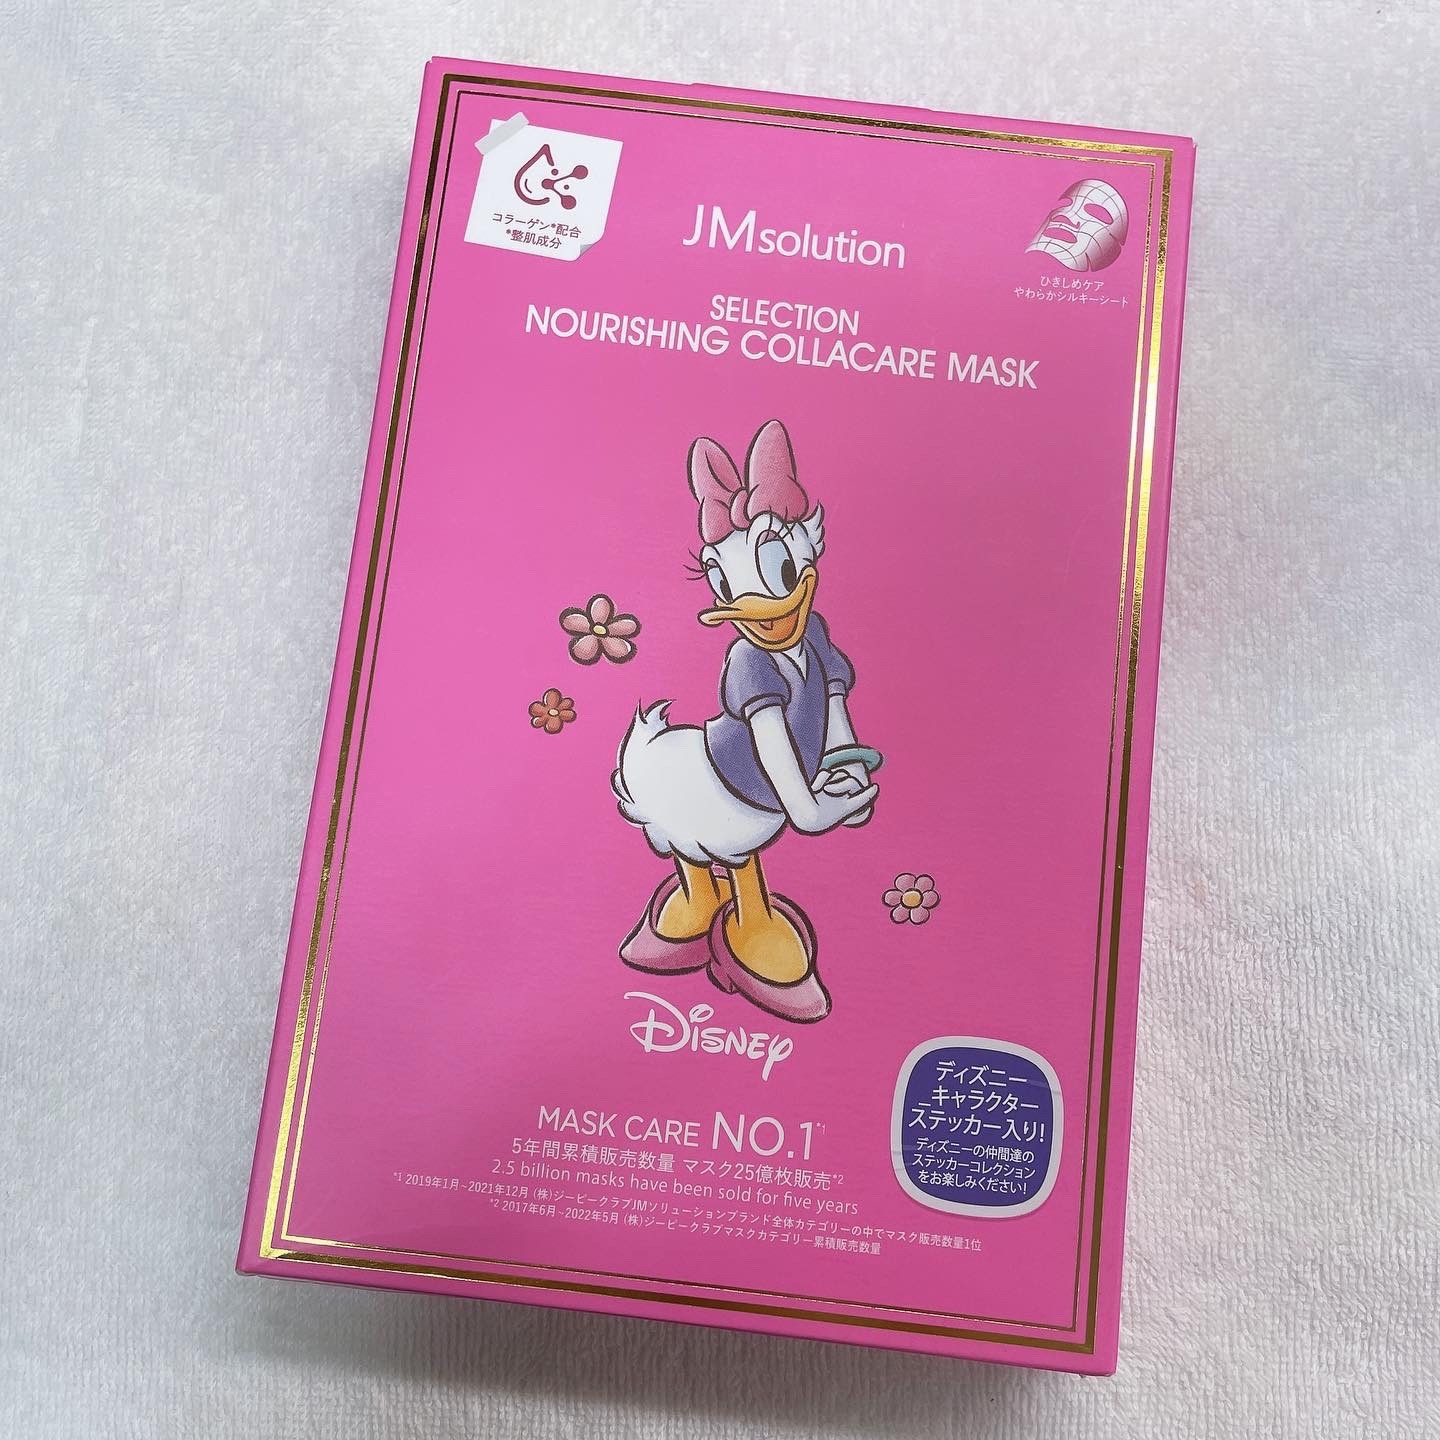 コラーゲン*配合
*整肌成分
JMsolution
ひきしめケア
やわらかシルキーシート
SELECTION
NOURISHING COLLACARE MASK
Disney
ディズニー
キャラクター
ステッカー入り!
ディズニーの仲間達の
ステッカーコレクション
をお楽しみください!
MASK CARE NO.1*1
5年間累積販売数量 マスク25億枚販売*2
2.5 billion masks have been sold for five years
*1 2019年1月~2021年12月 (株)ジーピークラブJMソリューションブランド全体カテゴリーの中でマスク販売数量1位
*2 2017年6月~2022年5月 (株)ジーピークラブマスクカテゴリー累積販売数量